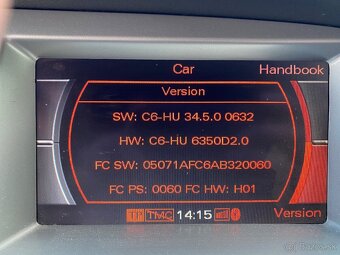 Car
Handbook
Version
SW: C6-HU 34.5.0 0632
HW: C6-HU 6350D2.0
FC SW: 05071AFC6AB320060
FC PS: 0060 FC HW: H01
TP TMC 14:15
Version